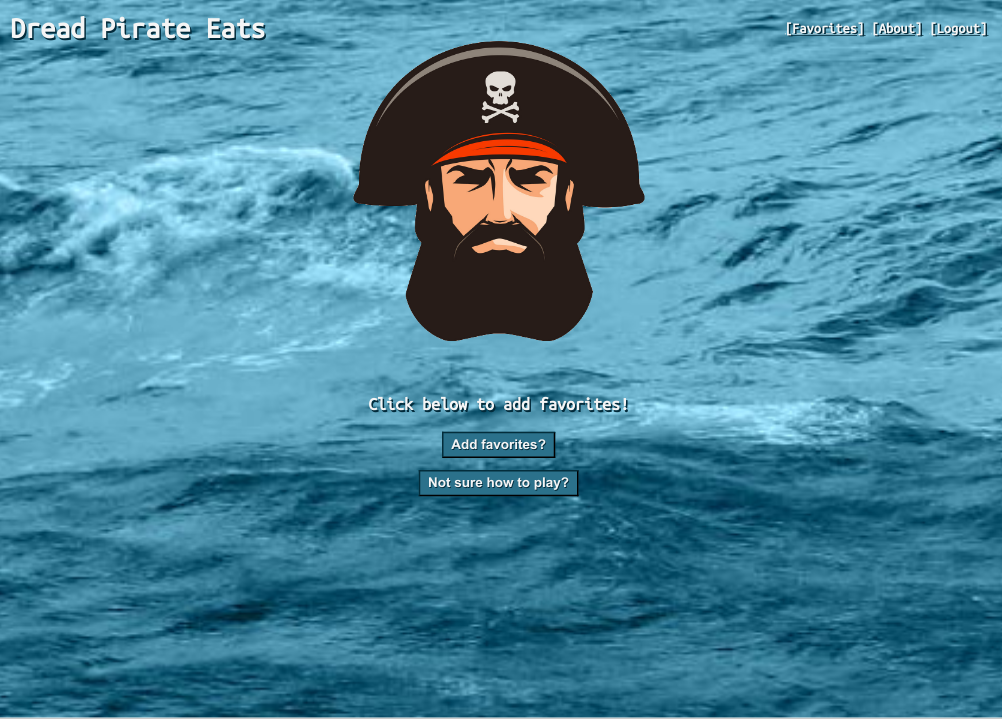 Dread Pirate Eats
[Favorites] [About] [Logout]
Click below to add favorites!
Add favorites?
Not sure how to play?